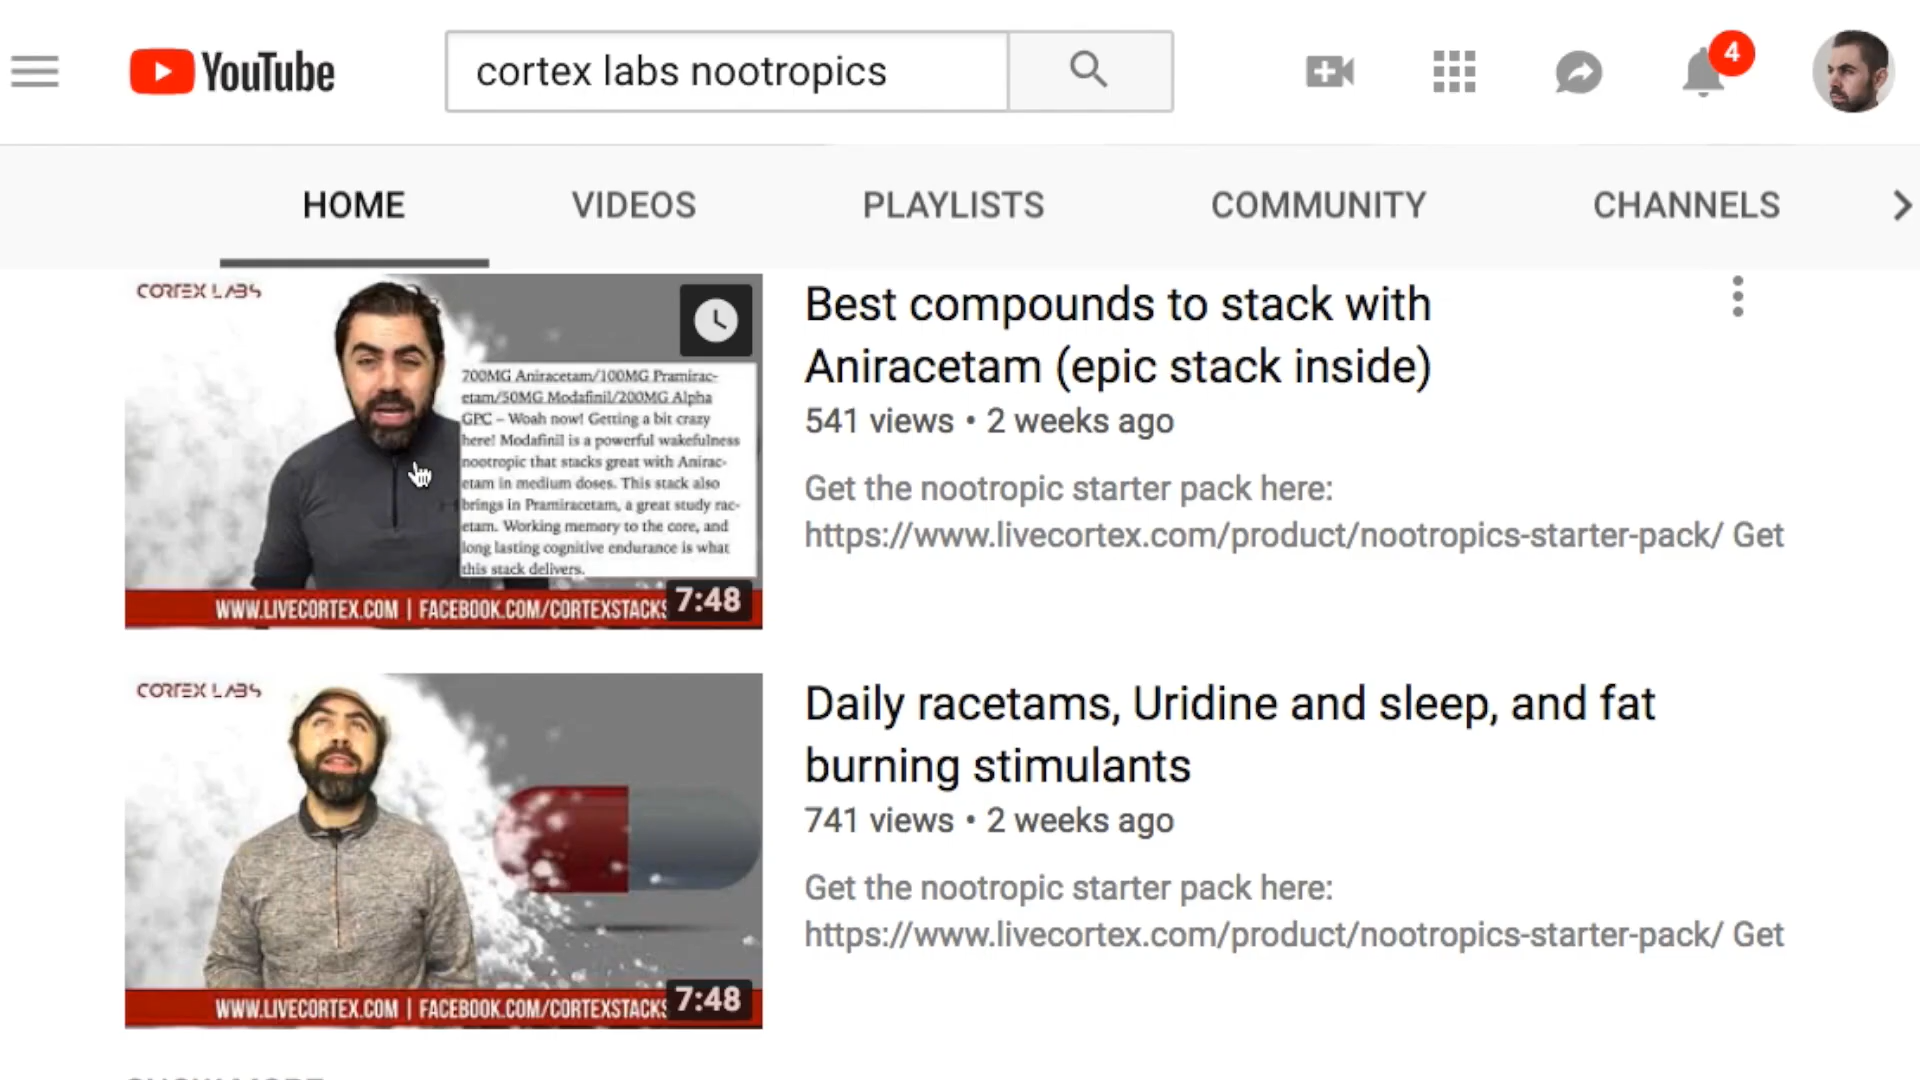 YouTube
cortex labs nootropics
4
HOME
VIDEOS
PLAYLISTS
COMMUNITY
CHANNELS
CORTEX LABS
700MG Aniracetam/100MG Pramirac-
etam/50MG Modafinil/200MG Alpha
GPC – Woah now! Getting a bit crazy
here! Modafinil is a powerful wakefulness
nootropic that stacks great with Anirac-
etam in medium doses. This stack also
brings in Pramiracetam, a great study rac-
etam. Working memory to the core, and
long lasting cognitive endurance is what
this stack delivers.
WWW.LIVECORTEX.COM | FACEBOOK.COM/CORTEXSTACKS
7:48
Best compounds to stack with
Aniracetam (epic stack inside)
541 views • 2 weeks ago
Get the nootropic starter pack here:
https://www.livecortex.com/product/nootropics-starter-pack/ Get
CORTEX LABS
WWW.LIVECORTEX.COM | FACEBOOK.COM/CORTEXSTACKS
7:48
Daily racetams, Uridine and sleep, and fat
burning stimulants
741 views • 2 weeks ago
Get the nootropic starter pack here:
https://www.livecortex.com/product/nootropics-starter-pack/ Get